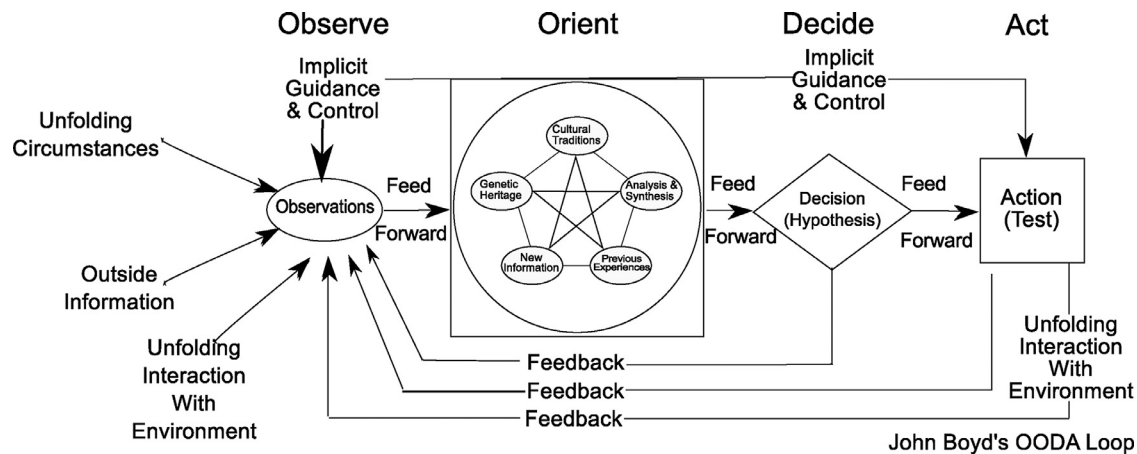 Observe
Orient
Decide
Act
Implicit
Guidance
& Control
Implicit
Guidance
& Control
Unfolding
Circumstances
Observations
Feed
Forward
Cultural
Traditions
Genetic
Heritage
Analysis &
Synthesis
New
Information
Previous
Experiences
Feed
Forward
Decision
(Hypothesis)
Feed
Forward
Action
(Test)
Outside
Information
Unfolding
Interaction
With
Environment
Feedback
Feedback
Feedback
Unfolding
Interaction
With
Environment
John Boyd's OODA Loop